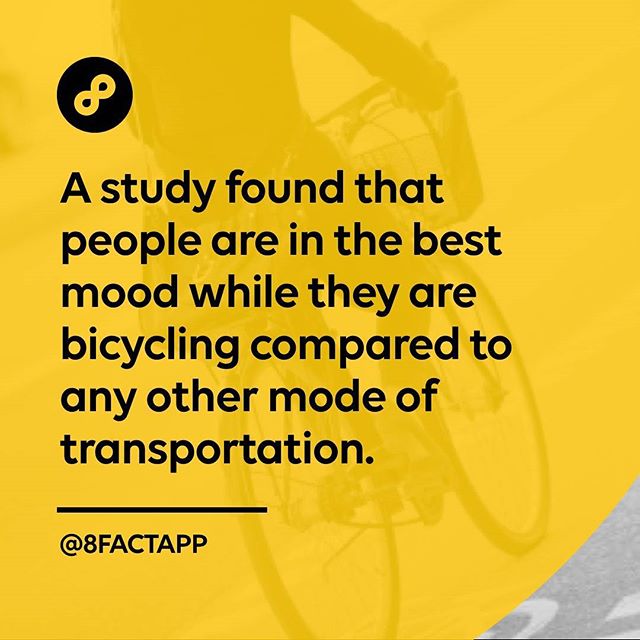 A study found that
people are in the best
mood while they are
bicycling compared to
any other mode of
transportation.
@8FACTAPP